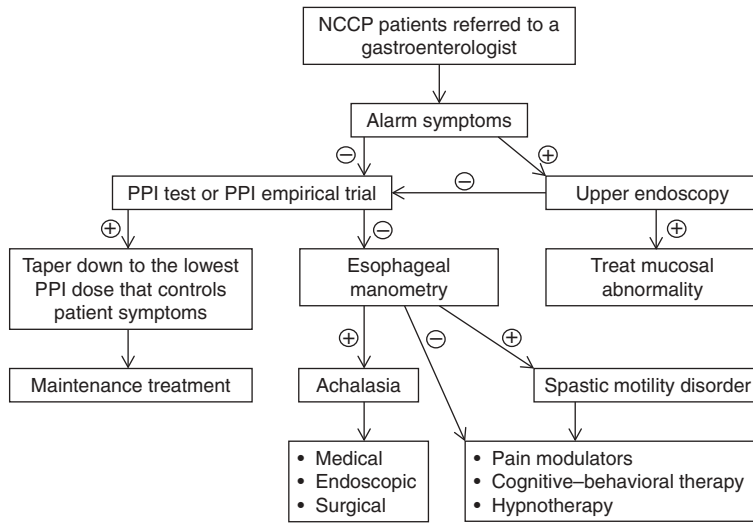 NCCP patients referred to a
gastroenterologist
Alarm symptoms
−
+
PPI test or PPI empirical trial
−
Upper endoscopy
+
−
+
Taper down to the lowest
PPI dose that controls
patient symptoms
Esophageal
manometry
Treat mucosal
abnormality
+
−
+
Maintenance treatment
Achalasia
Spastic motility disorder
• Medical
• Endoscopic
• Surgical
• Pain modulators
• Cognitive–behavioral therapy
• Hypnotherapy